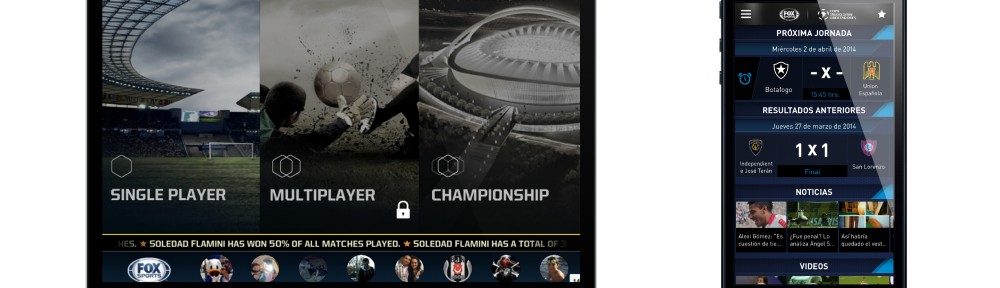 SINGLE PLAYER
MULTIPLAYER
CHAMPIONSHIP
HES. ★ SOLEDAD FLAMINI HAS WON 50% OF ALL MATCHES PLAYED. ★ SOLEDAD FLAMINI HAS A TOTAL OF 3
FOX
SPORTS
FOX
PRÓXIMA JORNADA
Miércoles 2 de abril de 2014
- x -
Botafogo
Union
Española
15:45 hrs.
RESULTADOS ANTERIORES
Jueves 27 de marzo de 2014
1 x 1
Independient
e José Terán
San Lorenzo
Final
NOTICIAS
Alexi Gómez: "Es
cuestión de tie...
¿Fue penal? Lo
analiza Ángel S...
Así habría
quedado el vest...
VIDEOS